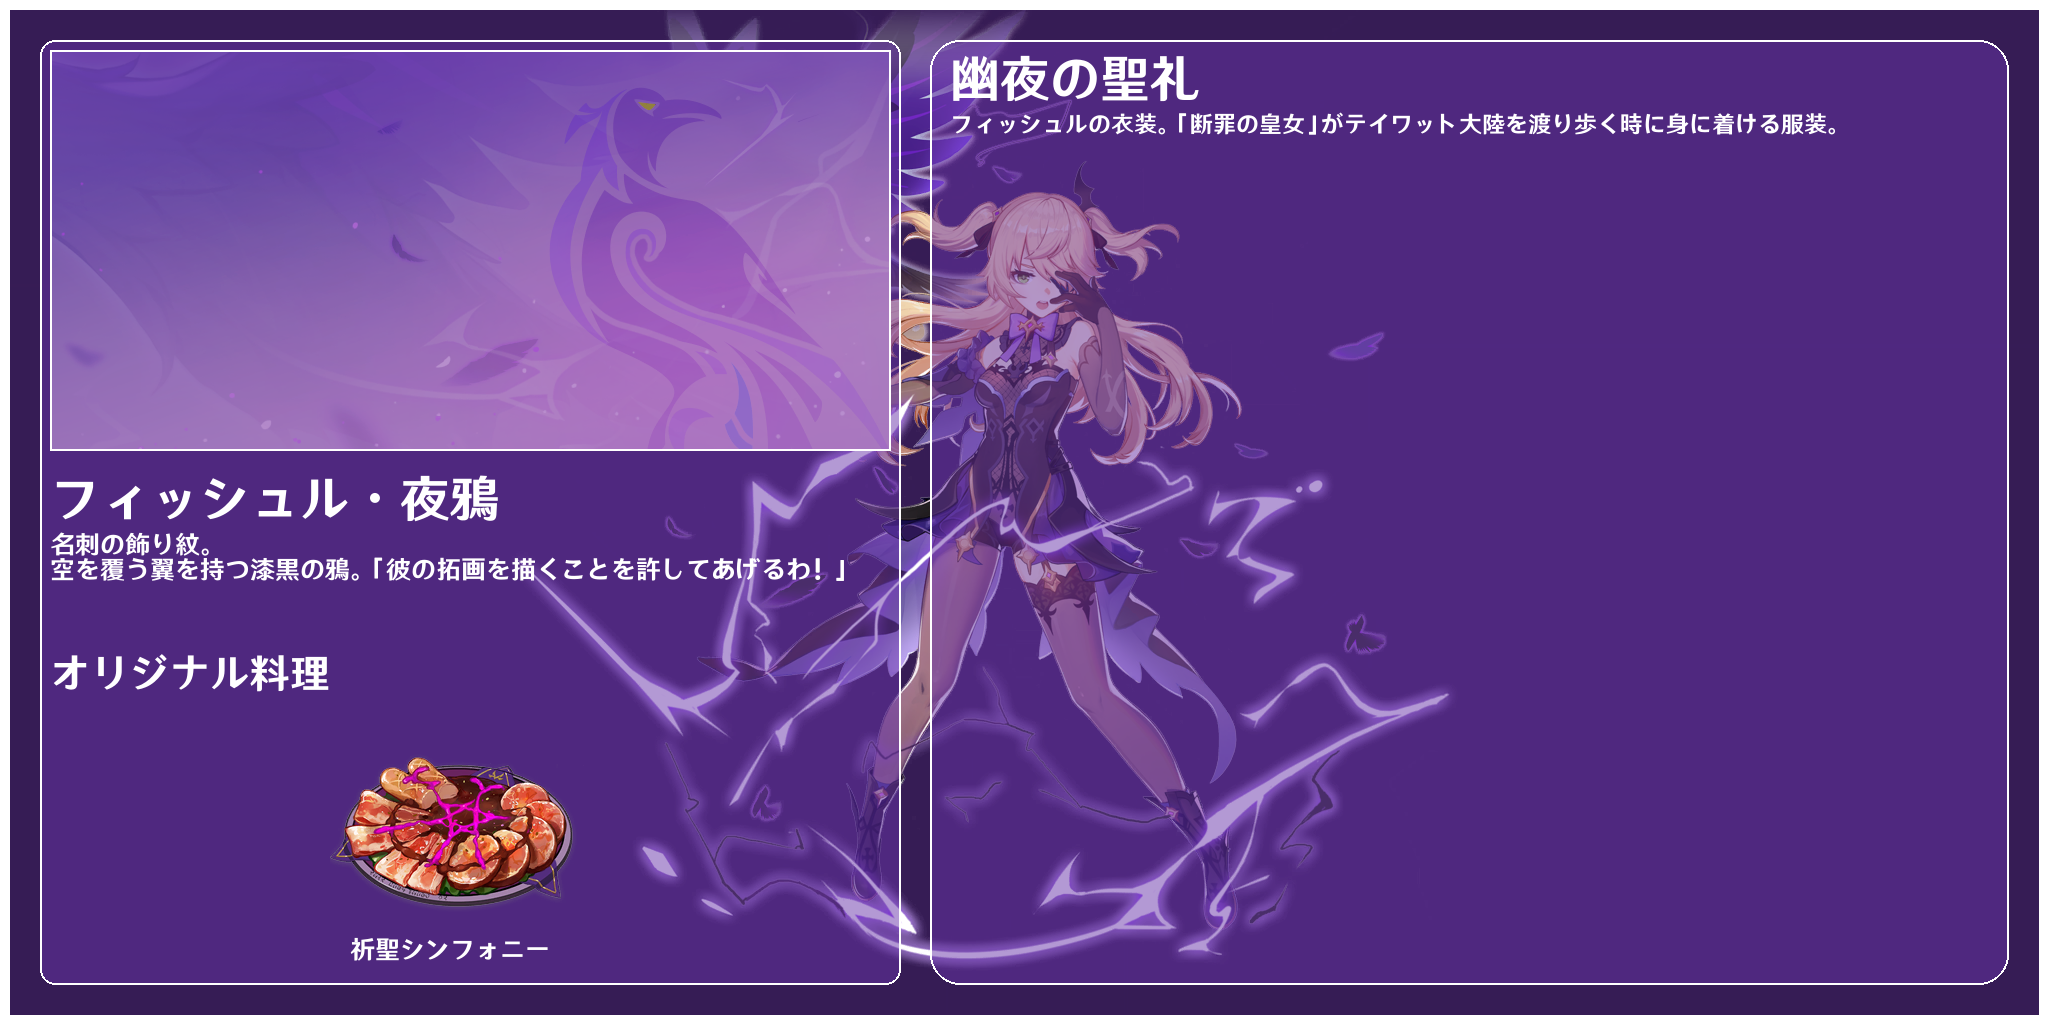 フィッシュル・夜鴉
名刺の飾り紋。
空を覆う翼を持つ漆黒の鴉。「彼の拓画を描くことを許してあげるわ！」
オリジナル料理
祈聖シンフォニー
幽夜の聖礼
フィッシュルの衣装。「断罪の皇女」がテイワット大陸を渡り歩く時に身に着ける服装。